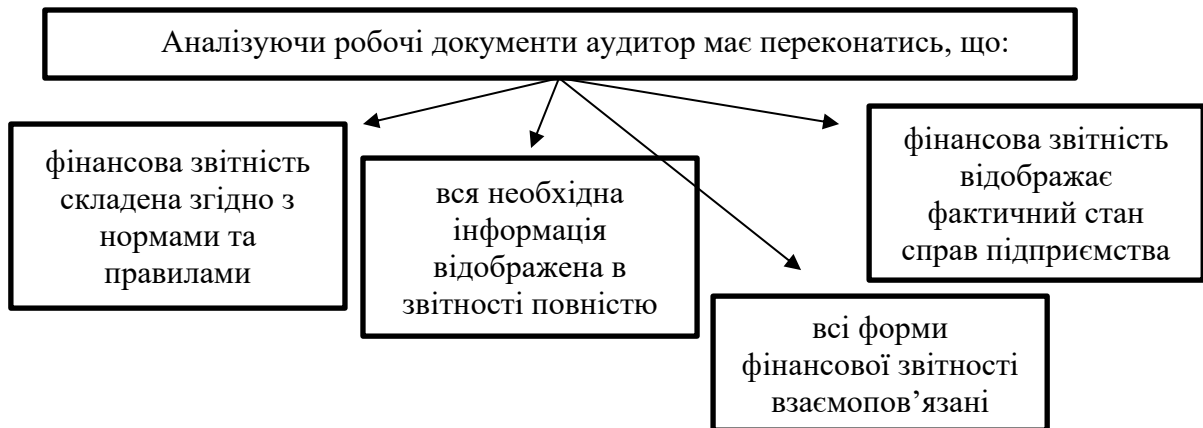 Аналізуючи робочі документи аудитор має переконатись, що:
фінансова звітність
складена згідно з
нормами та
правилами
вся необхідна
інформація
відображена в
звітності повністю
всі форми
фінансової звітності
взаємопов’язані
фінансова звітність
відображає
фактичний стан
справ підприємства